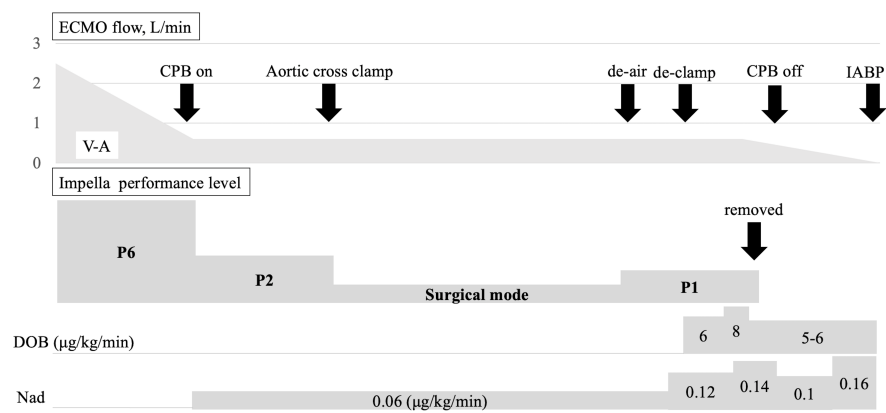 ECMO flow, L/min
3
CPB on Aortic cross clamp de-air de-clamp CPB off IABP
2
1
V-A
0
Impella performance level
removed
P6
P2
P1
Surgical mode
DOB (μg/kg/min) 6 8 5-6
Nad 0.06 (μg/kg/min) 0.12 0.14 0.1 0.16